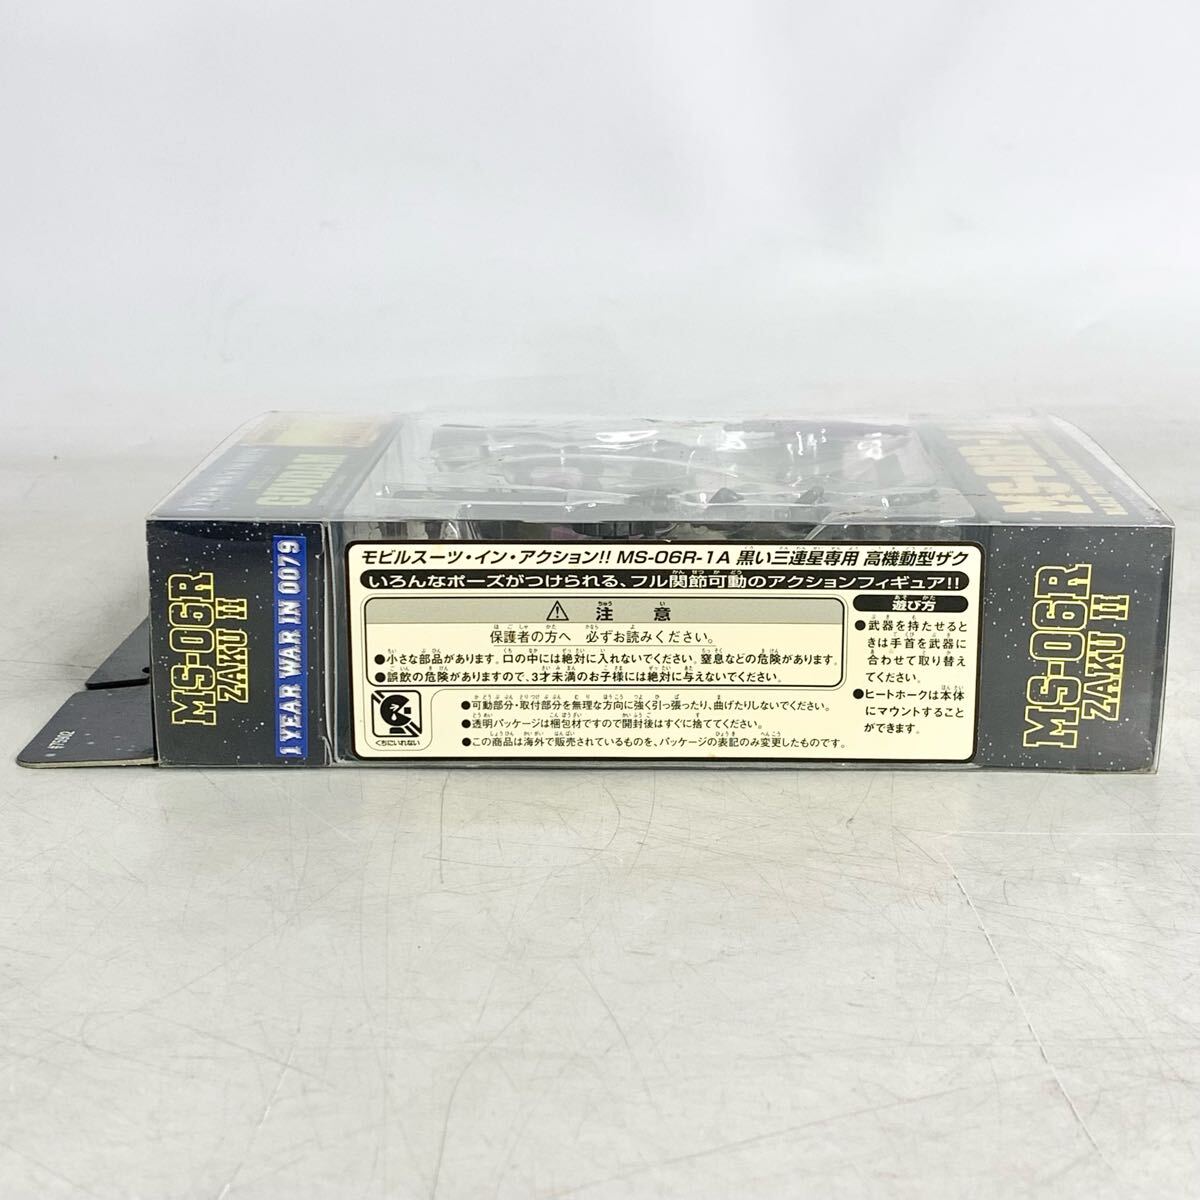 MS-06R
ZAKU II
1 YEAR WAR IN 0079
GUNDAM
モビルスーツ・イン・アクション!! MS-06R-1A 黒い三連星専用 高機動型ザク
いろんなポーズがつけられる、フル関節可動のアクションフィギュア!!
⚠ 注意
保護者の方へ 必ずお読みください。
●小さな部品があります。口の中には絶対に入れないでください。窒息などの危険があります。
●誤飲の危険がありますので、3才未満のお子様には絶対に与えないでください。
くちにいれない
●可動部分・取付部分を無理な方向に強く引っ張ったり、曲げたりしないでください。
●透明パッケージは梱包材ですので開封後はすぐに捨ててください。
●この商品は海外で販売されているものを、パッケージの表記のみ変更したものです。
遊び方
●武器を持たせると
きは手首を武器に
合わせて取り替え
てください。
●ヒートホークは本体
にマウントすること
ができます。
MS-06R
ZAKU II